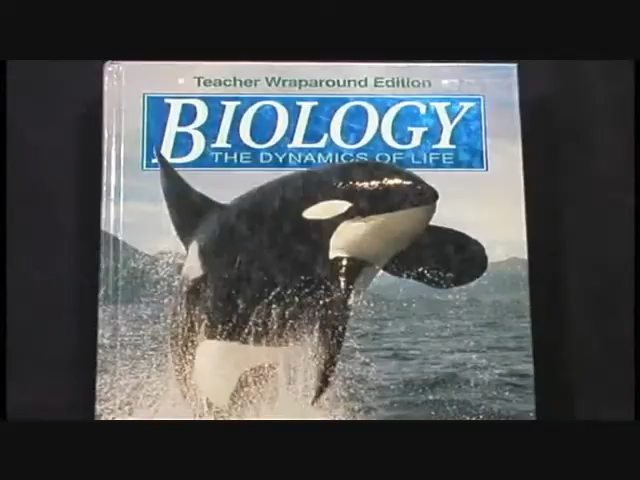 Teacher Wraparound Edition
BIOLOGY
THE DYNAMICS OF LIFE